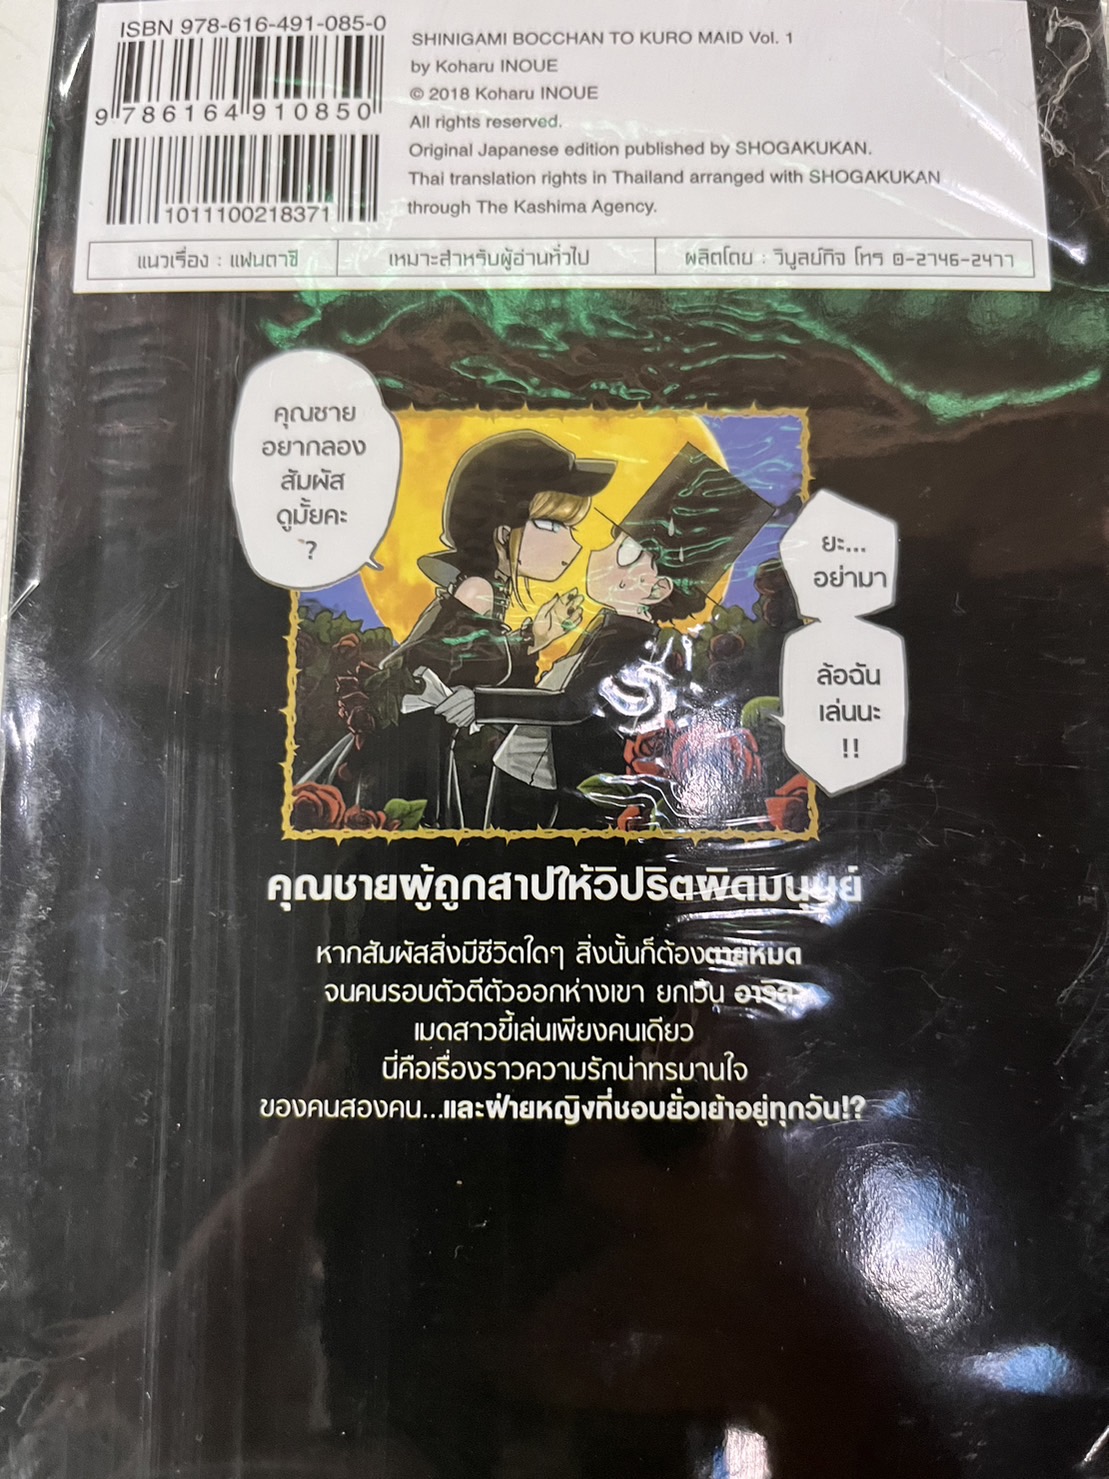 ISBN 978-616-491-085-0
9 786164 910850
1011100218371
SHINIGAMI BOCCHAN TO KURO MAID Vol. 1
by Koharu INOUE
© 2018 Koharu INOUE
All rights reserved.
Original Japanese edition published by SHOGAKUKAN.
Thai translation rights in Thailand arranged with SHOGAKUKAN
through The Kashima Agency.
แนวเรื่อง : แฟนตาซี
เหมาะสำหรับผู้อ่านทั่วไป
ผลิตโดย : วิบูลย์กิจ โทร 0-2746-2477
คุณชาย
อยากลอง
สัมผัส
ดูมั้ยคะ
?
ยะ...
อย่ามา
ล้อฉัน
เล่นนะ
!!
คุณชายผู้ถูกสาปให้วิปริตผิดมนุษย์
หากสัมผัสสิ่งมีชีวิตใดๆ สิ่งนั้นก็ต้องตายหมด
จนคนรอบตัวตีตัวออกห่างเขา ยกเว้น อาริส
เมดสาวขี้เล่นเพียงคนเดียว
นี่คือเรื่องราวความรักน่าทรมานใจ
ของคนสองคน...และฝ่ายหญิงที่ชอบยั่วเย้าอยู่ทุกวัน!?